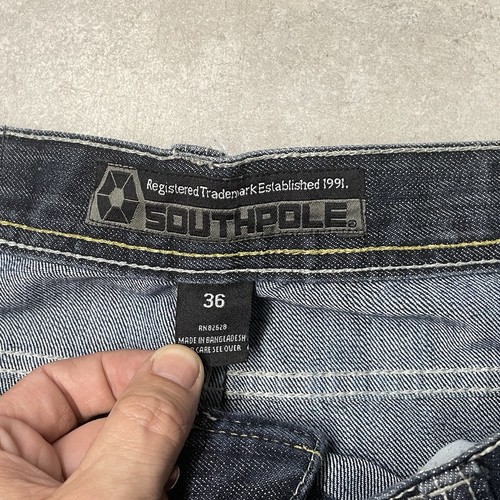 Registered Trademark Established 1991.
SOUTHPOLE®
36
RN82628
MADE IN BANGLADESH
CARE SEE OVER